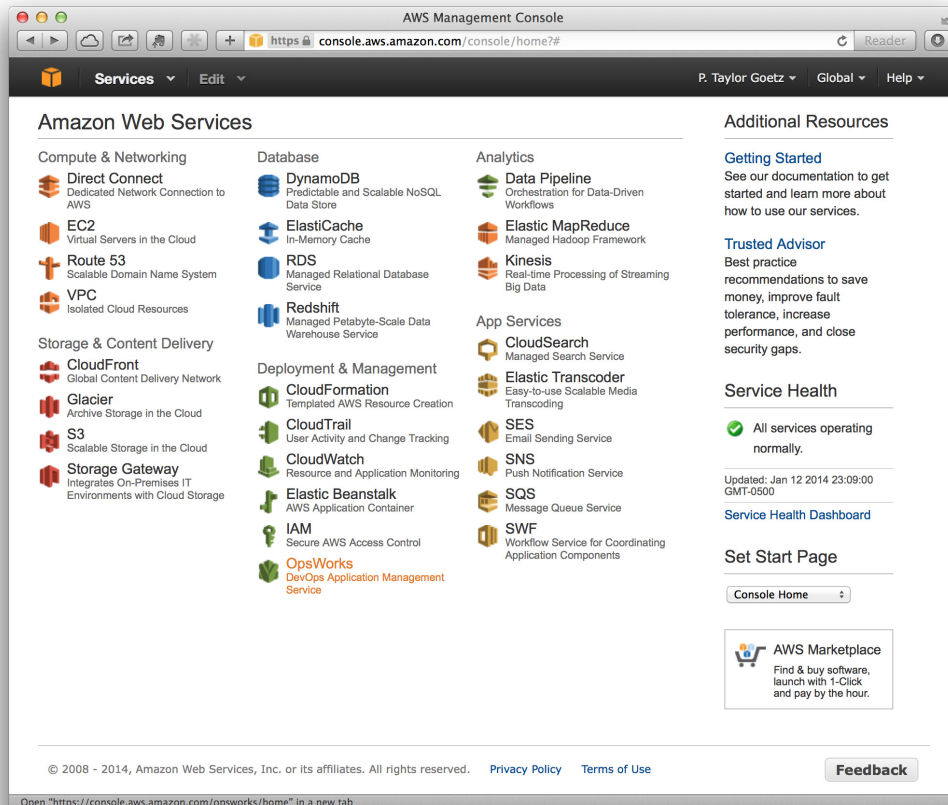 AWS Management Console
https console.aws.amazon.com/console/home?#
Reader
Services
Edit
P. Taylor Goetz
Global
Help
Amazon Web Services
Compute & Networking
Direct Connect
Dedicated Network Connection to
AWS
EC2
Virtual Servers in the Cloud
Route 53
Scalable Domain Name System
VPC
Isolated Cloud Resources
Storage & Content Delivery
CloudFront
Global Content Delivery Network
Glacier
Archive Storage in the Cloud
S3
Scalable Storage in the Cloud
Storage Gateway
Integrates On-Premises IT
Environments with Cloud Storage
Database
DynamoDB
Predictable and Scalable NoSQL
Data Store
ElastiCache
In-Memory Cache
RDS
Managed Relational Database
Service
Redshift
Managed Petabyte-Scale Data
Warehouse Service
Deployment & Management
CloudFormation
Templated AWS Resource Creation
CloudTrail
User Activity and Change Tracking
CloudWatch
Resource and Application Monitoring
Elastic Beanstalk
AWS Application Container
IAM
Secure AWS Access Control
OpsWorks
DevOps Application Management
Service
Analytics
Data Pipeline
Orchestration for Data-Driven
Workflows
Elastic MapReduce
Managed Hadoop Framework
Kinesis
Real-time Processing of Streaming
Big Data
App Services
CloudSearch
Managed Search Service
Elastic Transcoder
Easy-to-use Scalable Media
Transcoding
SES
Email Sending Service
SNS
Push Notification Service
SQS
Message Queue Service
SWF
Workflow Service for Coordinating
Application Components
Additional Resources
Getting Started
See our documentation to get
started and learn more about
how to use our services.
Trusted Advisor
Best practice
recommendations to save
money, improve fault
tolerance, increase
performance, and close
security gaps.
Service Health
All services operating
normally.
Updated: Jan 12 2014 23:09:00
GMT-0500
Service Health Dashboard
Set Start Page
Console Home
AWS Marketplace
Find & buy software,
launch with 1-Click
and pay by the hour.
© 2008 - 2014, Amazon Web Services, Inc. or its affiliates. All rights reserved.
Privacy Policy
Terms of Use
Feedback
Open "https://console.aws.amazon.com/opsworks/home" in a new tab